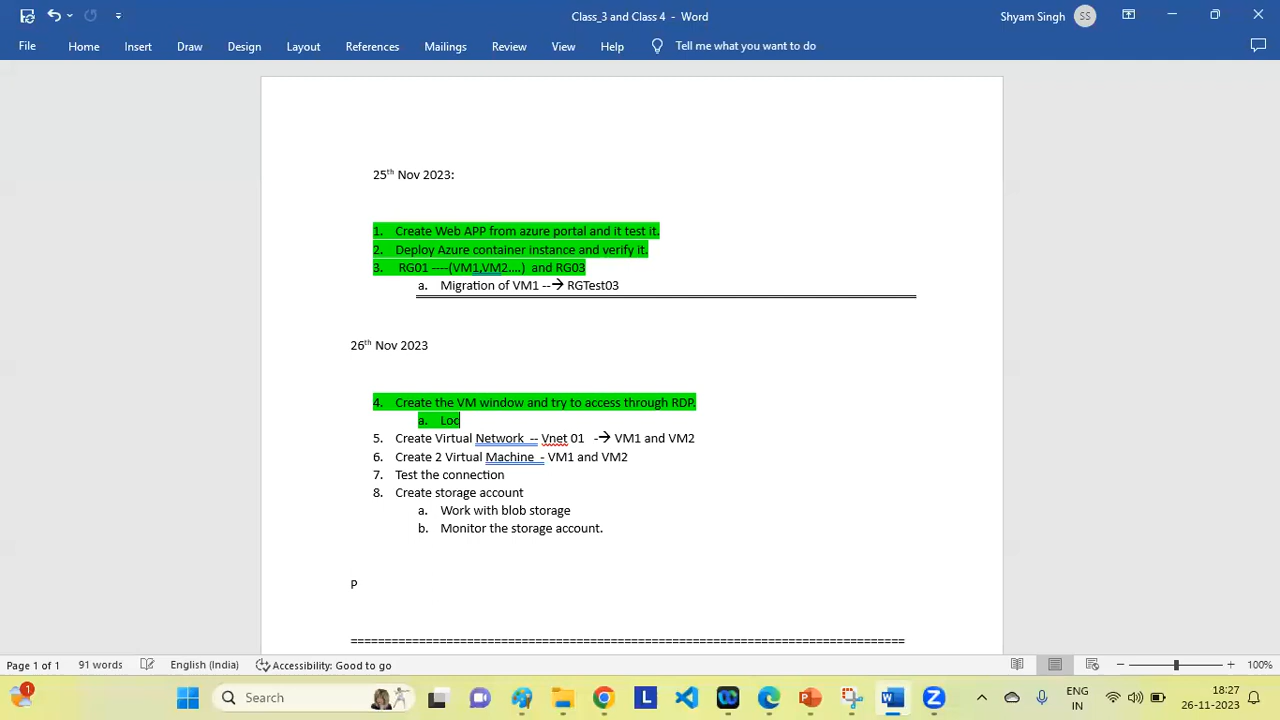 Class_3 and Class 4 - Word
Shyam Singh SS
File Home Insert Draw Design Layout References Mailings Review View Help Tell me what you want to do
25th Nov 2023:
1. Create Web APP from azure portal and it test it.
2. Deploy Azure container instance and verify it.
3. RG01 ----(VM1,VM2....) and RG03
a. Migration of VM1 --→ RGTest03
26th Nov 2023
4. Create the VM window and try to access through RDP.
a. Loc
5. Create Virtual Network -- Vnet 01 -→ VM1 and VM2
6. Create 2 Virtual Machine - VM1 and VM2
7. Test the connection
8. Create storage account
a. Work with blob storage
b. Monitor the storage account.
P
==================================================================================
Page 1 of 1 91 words English (India) Accessibility: Good to go 100%
1 Search L ENG 18:27
IN 26-11-2023